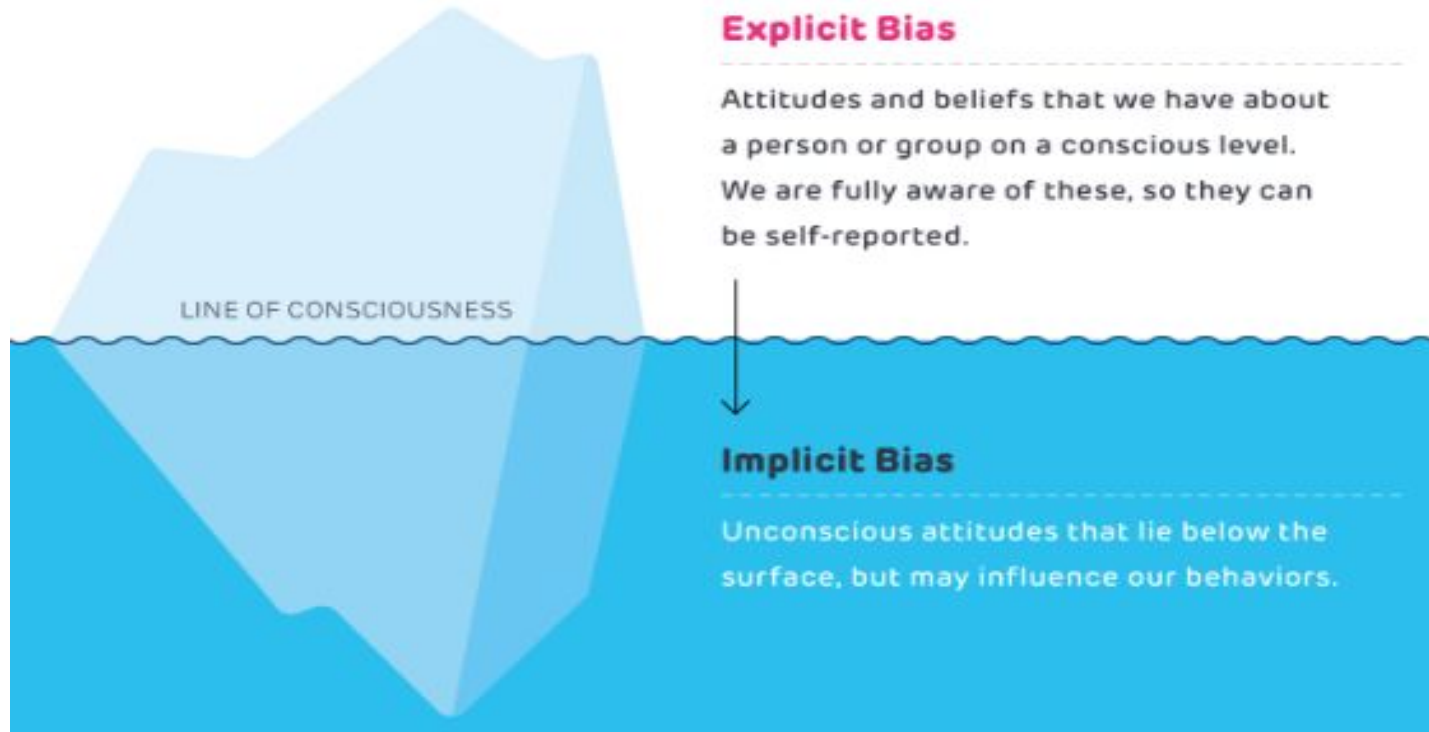 Explicit Bias
Attitudes and beliefs that we have about
a person or group on a conscious level.
We are fully aware of these, so they can
be self-reported.
LINE OF CONSCIOUSNESS
Implicit Bias
Unconscious attitudes that lie below the
surface, but may influence our behaviors.